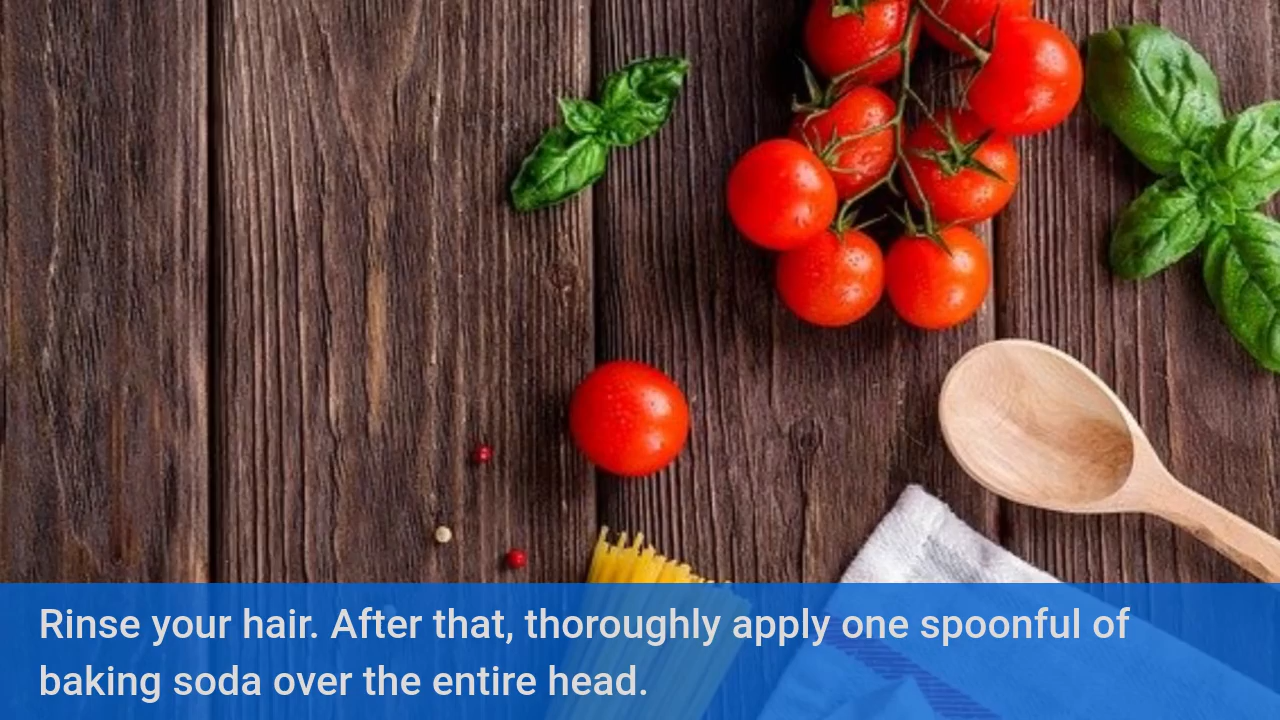 Rinse your hair. After that, thoroughly apply one spoonful of
baking soda over the entire head.